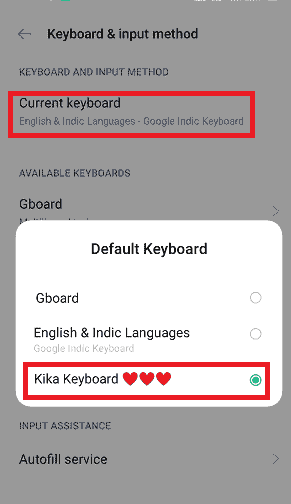 Keyboard & input method
KEYBOARD AND INPUT METHOD
Current keyboard
English & Indic Languages - Google Indic Keyboard
AVAILABLE KEYBOARDS
Gboard
Default Keyboard
Gboard
English & Indic Languages
Google Indic Keyboard
Kika Keyboard ♥♥♥
INPUT ASSISTANCE
Autofill service